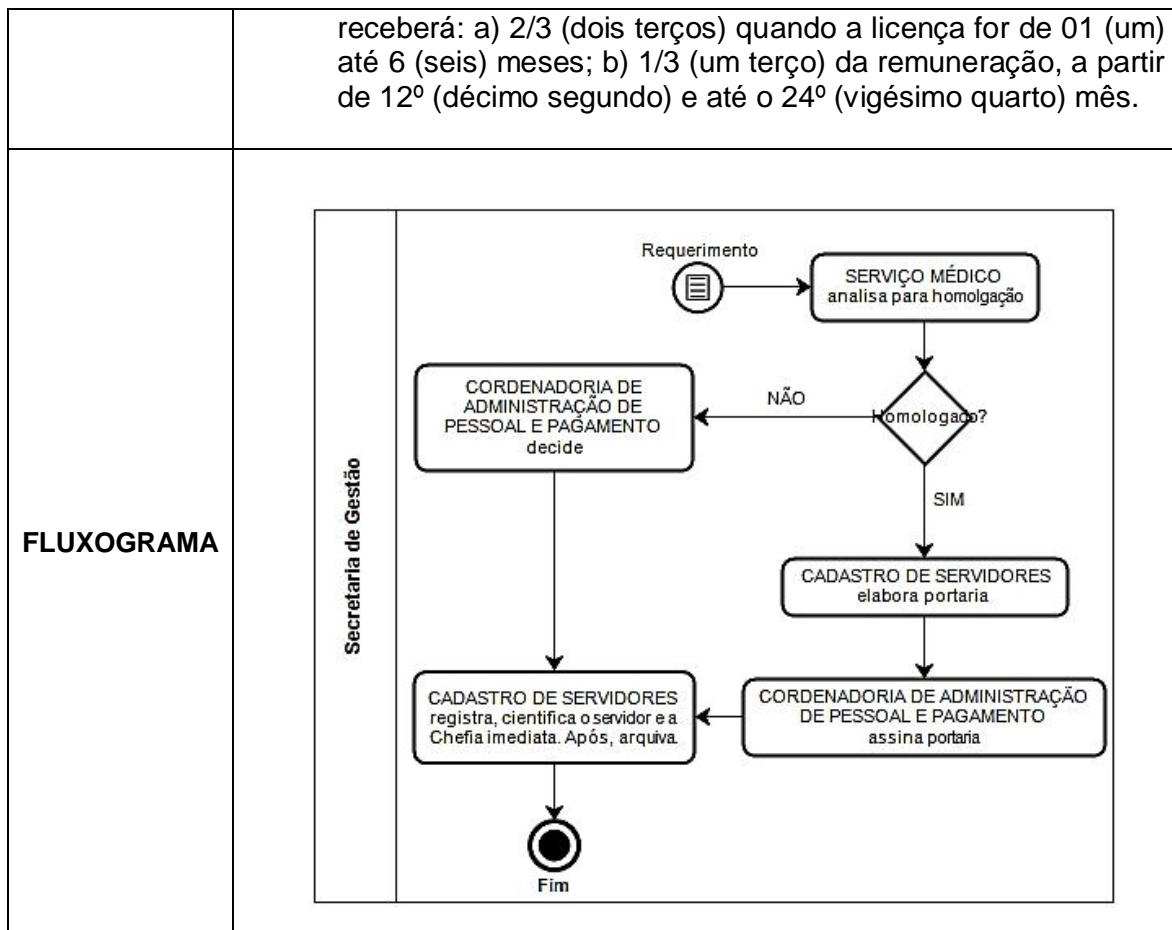 receberá: a) 2/3 (dois terços) quando a licença for de 01 (um)
até 6 (seis) meses; b) 1/3 (um terço) da remuneração, a partir
de 12º (décimo segundo) e até o 24º (vigésimo quarto) mês.
FLUXOGRAMA
Secretaria de Gestão
Requerimento
SERVIÇO MÉDICO
analisa para homolgação
Homologado?
NÃO
CORDENADORIA DE
ADMINISTRAÇÃO DE
PESSOAL E PAGAMENTO
decide
SIM
CADASTRO DE SERVIDORES
elabora portaria
CORDENADORIA DE ADMINISTRAÇÃO
DE PESSOAL E PAGAMENTO
assina portaria
CADASTRO DE SERVIDORES
registra, cientifica o servidor e a
Chefia imediata. Após, arquiva.
Fim